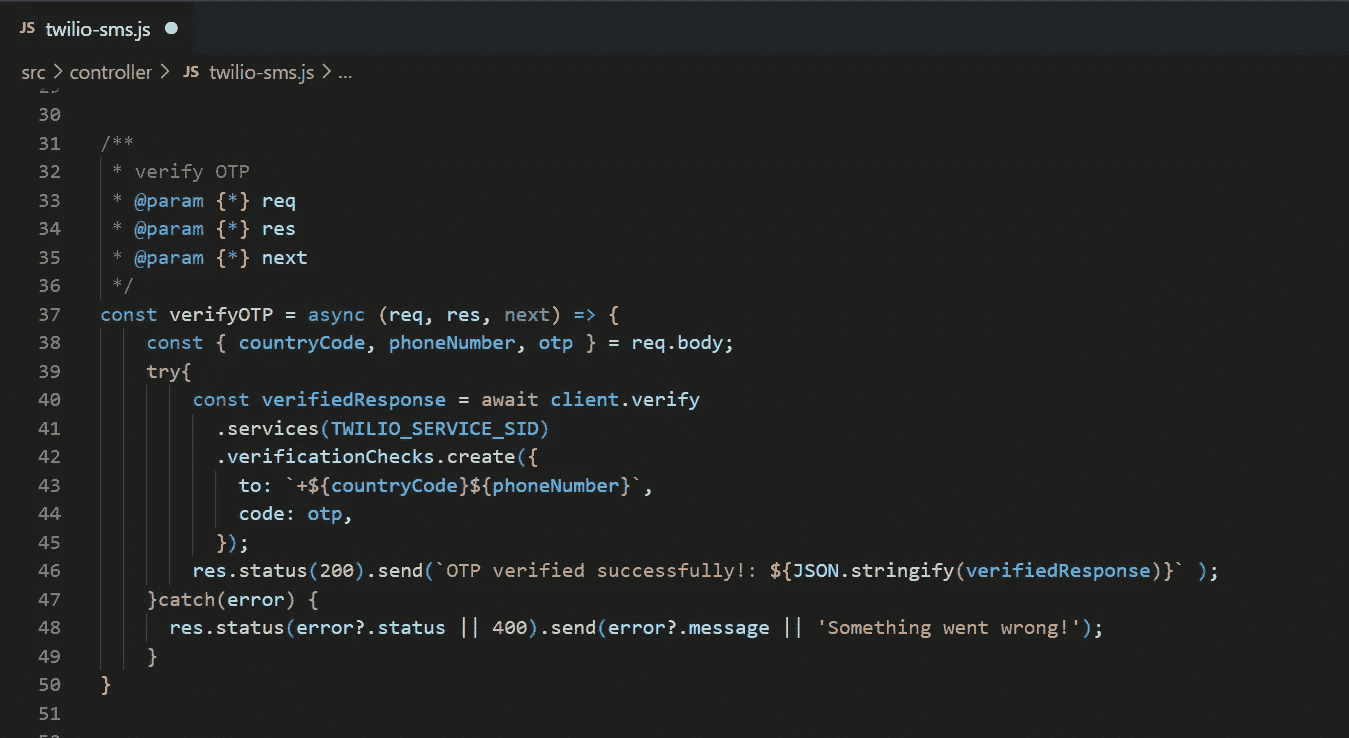 JS twilio-sms.js
src > controller > JS twilio-sms.js > ...
29
30
31 /**
32  * verify OTP
33  * @param {*} req
34  * @param {*} res
35  * @param {*} next
36  */
37 const verifyOTP = async (req, res, next) => {
38     const { countryCode, phoneNumber, otp } = req.body;
39     try{
40         const verifiedResponse = await client.verify
41           .services(TWILIO_SERVICE_SID)
42           .verificationChecks.create({
43             to: `+${countryCode}${phoneNumber}`,
44             code: otp,
45           });
46         res.status(200).send(`OTP verified successfully!: ${JSON.stringify(verifiedResponse)}` );
47     }catch(error) {
48       res.status(error?.status || 400).send(error?.message || 'Something went wrong!');
49     }
50 }
51